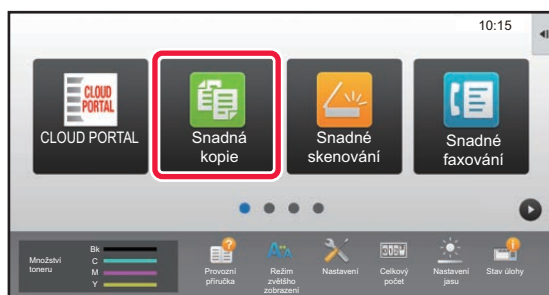 10:15
CLOUD
PORTAL
CLOUD PORTAL
Snadná
kopie
Snadné
skenování
Snadné
faxování
Množství
toneru
Bk
C
M
Y
Provozní
příručka
Režim
zvětšeho
zobrazení
Nastavení
Celkový
počet
Nastavení
jasu
Stav úlohy